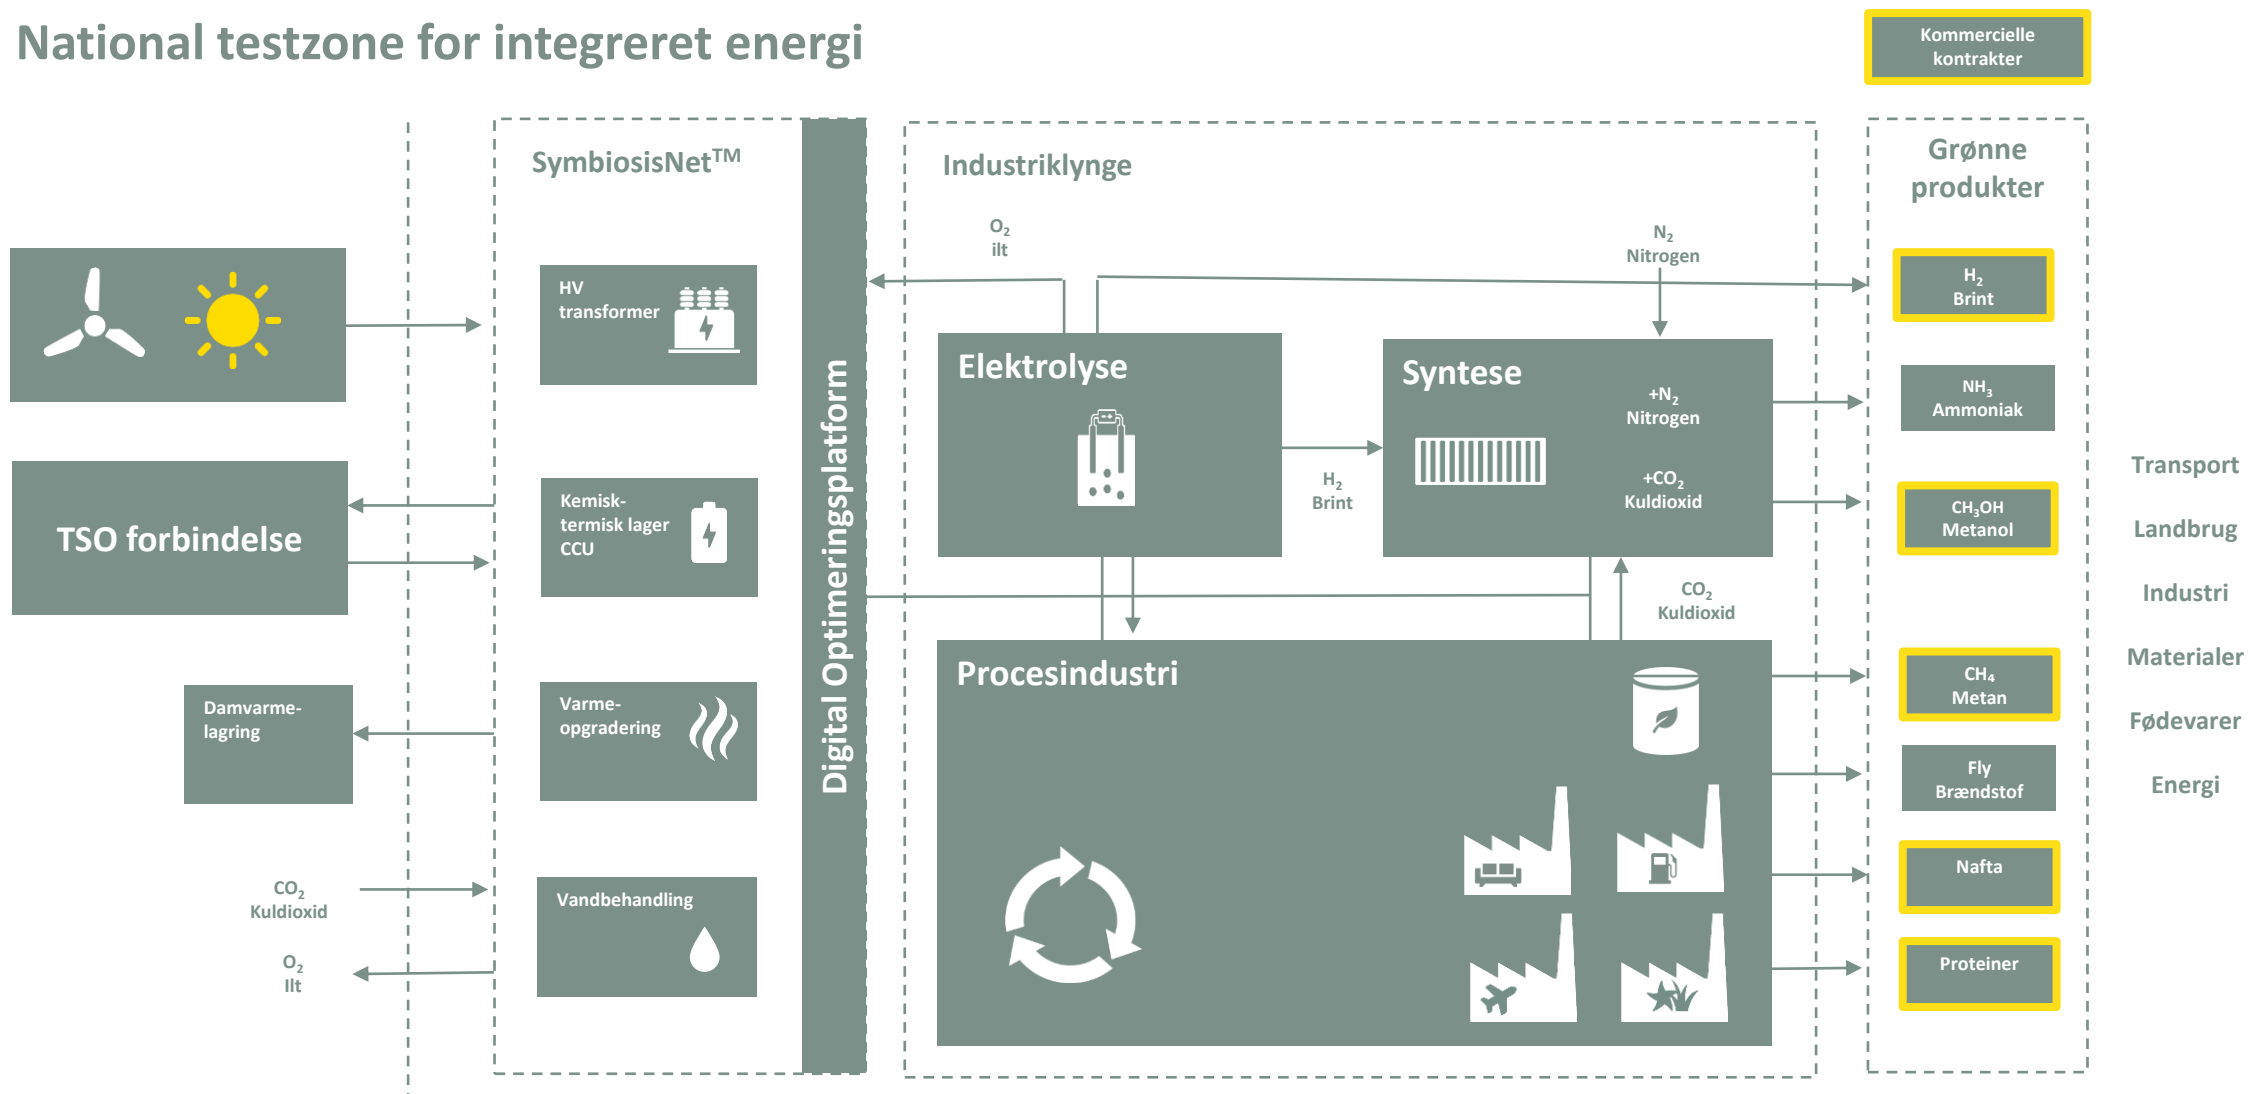 National testzone for integreret energi
Kommercielle
kontrakter
SymbiosisNet™
HV
transformer
Kemisk-
termisk lager
CCU
Varme-
opgradering
Vandbehandling
Digital Optimeringsplatform
TSO forbindelse
Damvarme-
lagring
CO₂
Kuldioxid
O₂
Ilt
Industriklynge
O₂
ilt
N₂
Nitrogen
Elektrolyse
H₂
Brint
Syntese
+N₂
Nitrogen
+CO₂
Kuldioxid
CO₂
Kuldioxid
Procesindustri
Grønne
produkter
H₂
Brint
NH₃
Ammoniak
CH₃OH
Metanol
CH₄
Metan
Fly
Brændstof
Nafta
Proteiner
Transport
Landbrug
Industri
Materialer
Fødevarer
Energi